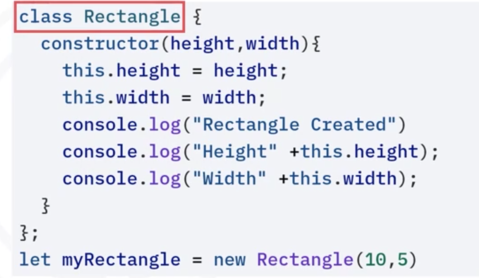 class Rectangle {
constructor(height,width){
this.height = height;
this.width = width;
console.log("Rectangle Created")
console.log("Height" +this.height);
console.log("Width" +this.width);
}
};
let myRectangle = new Rectangle(10,5)